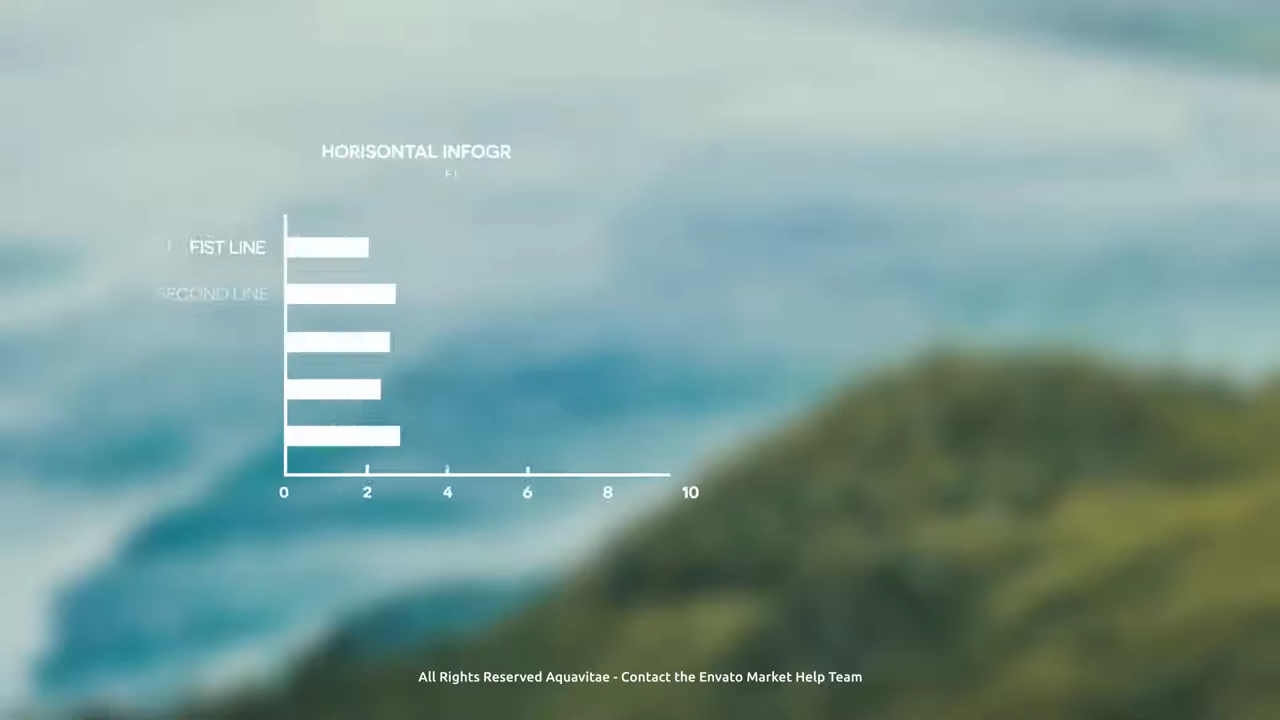 HORISONTAL INFOGR
FIST LINE
SECOND LINE
0 2 4 6 8 10
All Rights Reserved Aquavitae - Contact the Envato Market Help Team